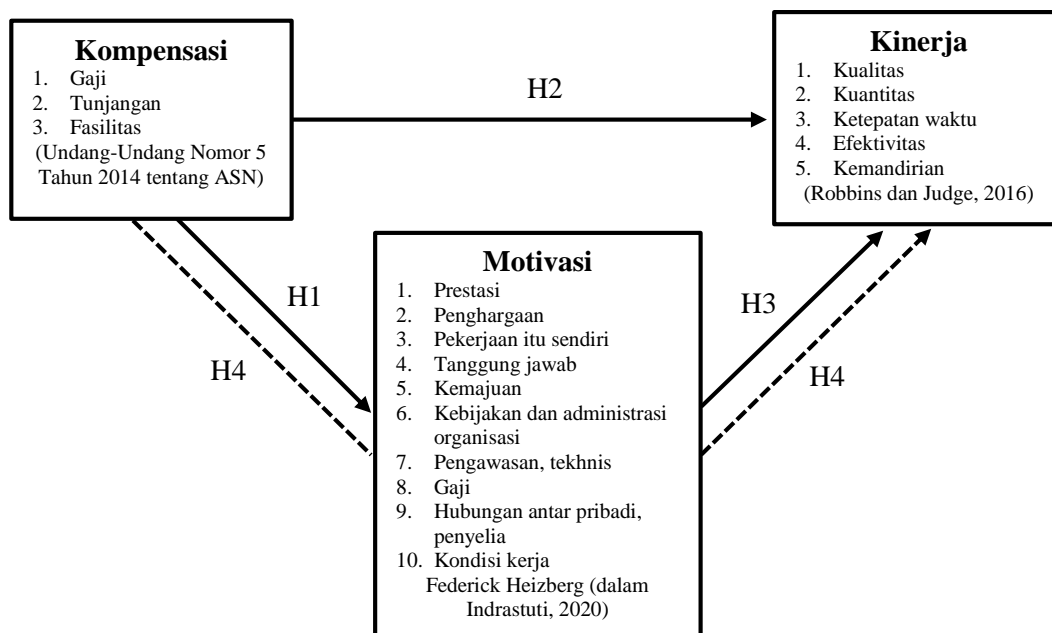 Kompensasi
1. Gaji
2. Tunjangan
3. Fasilitas
(Undang-Undang Nomor 5
Tahun 2014 tentang ASN)
H2
Kinerja
1. Kualitas
2. Kuantitas
3. Ketepatan waktu
4. Efektivitas
5. Kemandirian
(Robbins dan Judge, 2016)
H1
H4
Motivasi
1. Prestasi
2. Penghargaan
3. Pekerjaan itu sendiri
4. Tanggung jawab
5. Kemajuan
6. Kebijakan dan administrasi
organisasi
7. Pengawasan, tekhnis
8. Gaji
9. Hubungan antar pribadi,
penyelia
10. Kondisi kerja
Federick Heizberg (dalam
Indrastuti, 2020)
H3
H4